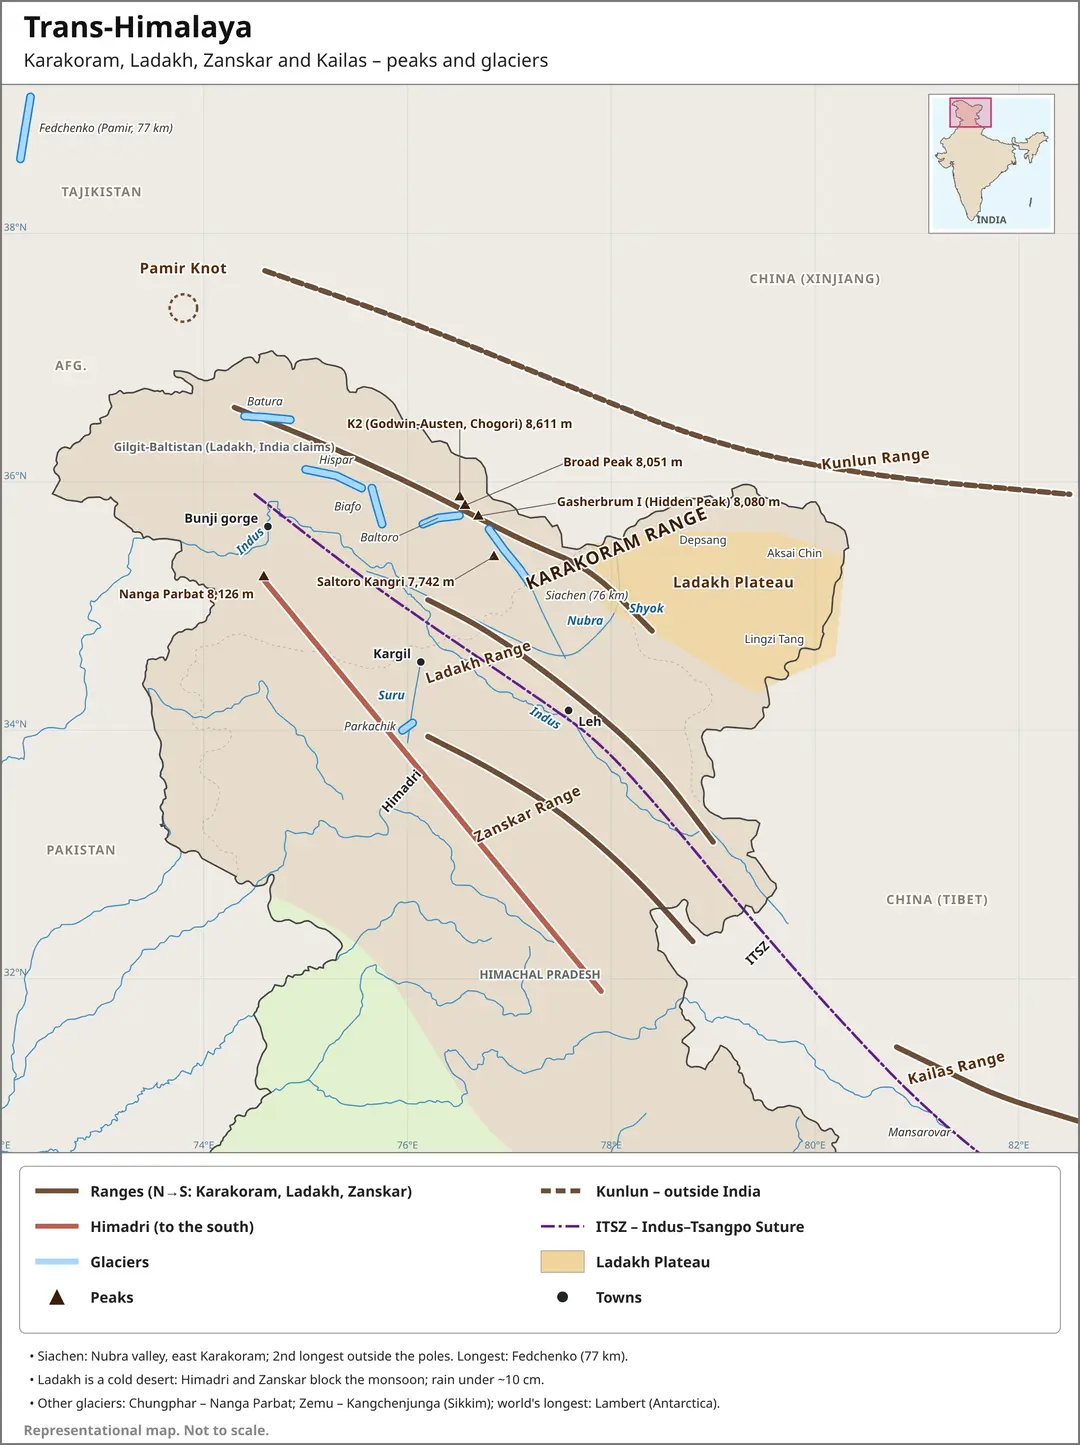 Trans-Himalaya
Karakoram, Ladakh, Zanskar and Kailas – peaks and glaciers
Fedchenko (Pamir, 77 km)
TAJIKISTAN
INDIA
38°N
Pamir Knot
CHINA (XINJIANG)
AFG.
Batura
K2 (Godwin-Austen, Chogori) 8,611 m
Gilgit-Baltistan (Ladakh, India claims)
Hispar
Broad Peak 8,051 m
Kunlun Range
36°N
Gasherbrum I (Hidden Peak) 8,080 m
Biafo
Bunji gorge
KARAKORAM RANGE
Indus
Baltoro
Depsang
Aksai Chin
Saltoro Kangri 7,742 m
Ladakh Plateau
Nanga Parbat 8,126 m
Siachen (76 km)
Shyok
Nubra
Lingzi Tang
Kargil
Ladakh Range
Suru
Indus
Leh
34°N
Parkachik
Himadri
Zanskar Range
PAKISTAN
CHINA (TIBET)
ITSZ
32°N
HIMACHAL PRADESH
Kailas Range
Mansarovar
°E
74°E
76°E
78°E
80°E
82°E
Ranges (N→S: Karakoram, Ladakh, Zanskar)
Kunlun – outside India
Himadri (to the south)
ITSZ – Indus–Tsangpo Suture
Glaciers
Ladakh Plateau
Peaks
Towns
• Siachen: Nubra valley, east Karakoram; 2nd longest outside the poles. Longest: Fedchenko (77 km).
• Ladakh is a cold desert: Himadri and Zanskar block the monsoon; rain under ~10 cm.
• Other glaciers: Chungphar – Nanga Parbat; Zemu – Kangchenjunga (Sikkim); world's longest: Lambert (Antarctica).
Representational map. Not to scale.